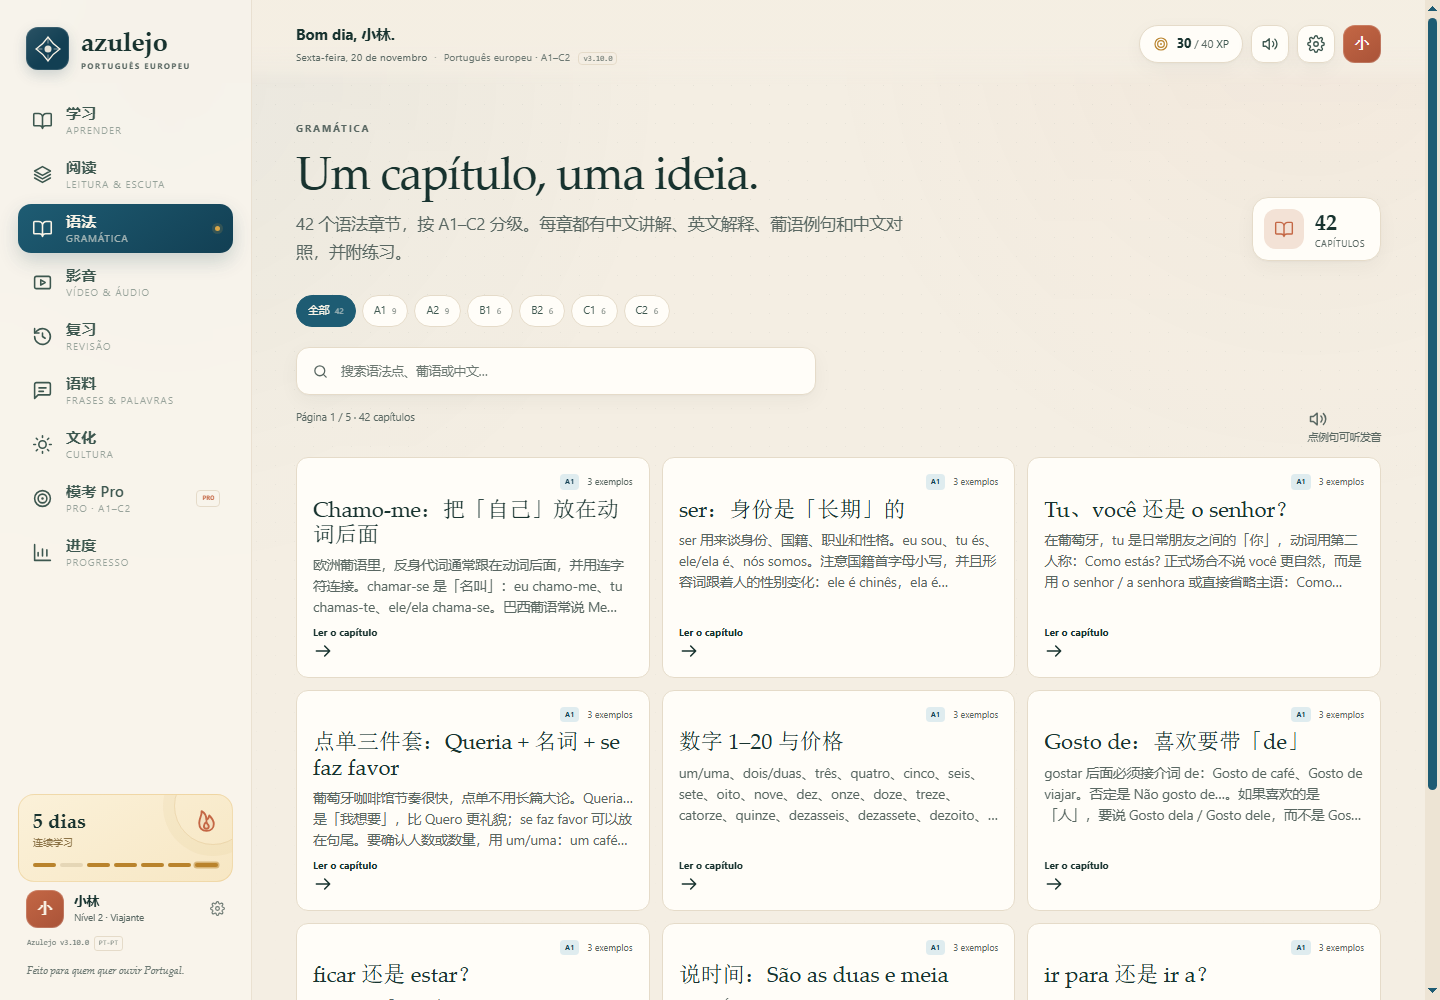 azulejo
PORTUGUÊS EUROPEU
学习
APRENDER
阅读
LEITURA & ESCUTA
语法
GRAMÁTICA
影音
VÍDEO & ÁUDIO
复习
REVISÃO
语料
FRASES & PALAVRAS
文化
CULTURA
模考 Pro
PRO · A1–C2
PRO
进度
PROGRESSO
5 dias
连续学习
小
小林
Nível 2 · Viajante
Azulejo v3.10.0 PT-PT
Feito para quem quer ouvir Portugal.
Bom dia, 小林.
Sexta-feira, 20 de novembro · Português europeu · A1–C2 v3.10.0
30 / 40 XP
小
GRAMÁTICA
Um capítulo, uma ideia.
42 个语法章节，按 A1–C2 分级。每章都有中文讲解、英文解释、葡语例句和中文对
照，并附练习。
42
CAPÍTULOS
全部 42
A1 9
A2 9
B1 6
B2 6
C1 6
C2 6
搜索语法点、葡语或中文...
Página 1 / 5 · 42 capítulos
点例句可听发音
A1 3 exemplos
Chamo-me：把「自己」放在动
词后面
欧洲葡语里，反身代词通常跟在动词后面，并用连字
符连接。chamar-se 是「名叫」：eu chamo-me、tu
chamas-te、ele/ela chama-se。巴西葡语常说 Me...
Ler o capítulo
A1 3 exemplos
ser：身份是「长期」的
ser 用来谈身份、国籍、职业和性格。eu sou、tu és、
ele/ela é、nós somos。注意国籍首字母小写，并且形
容词跟着人的性别变化：ele é chinês，ela é...
Ler o capítulo
A1 3 exemplos
Tu、você 还是 o senhor？
在葡萄牙，tu 是日常朋友之间的「你」，动词用第二
人称：Como estás? 正式场合不说 você 更自然，而是
用 o senhor / a senhora 或直接省略主语：Como...
Ler o capítulo
A1 3 exemplos
点单三件套：Queria + 名词 + se
faz favor
葡萄牙咖啡馆节奏很快，点单不用长篇大论。Queria...
是「我想要」，比 Quero 更礼貌；se faz favor 可以放
在句尾。要确认人数或数量，用 um/uma：um café...
Ler o capítulo
A1 3 exemplos
数字 1–20 与价格
um/uma、dois/duas、três、quatro、cinco、seis、
sete、oito、nove、dez、onze、doze、treze、
catorze、quinze、dezasseis、dezassete、dezoito、...
Ler o capítulo
A1 3 exemplos
Gosto de：喜欢要带「de」
gostar 后面必须接介词 de：Gosto de café、Gosto de
viajar。否定是 Não gosto de...。如果喜欢的是
「人」，要说 Gosto dela / Gosto dele，而不是 Gos...
Ler o capítulo
A1 3 exemplos
ficar 还是 estar？
A1 3 exemplos
说时间：São as duas e meia
A1 3 exemplos
ir para 还是 ir a？